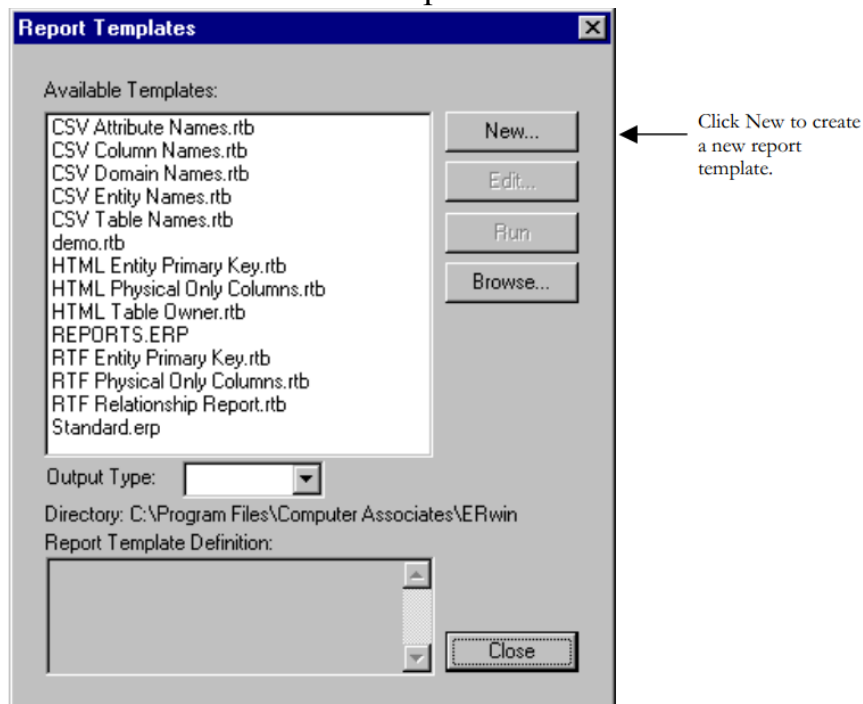 Report Templates
Available Templates:
CSV Attribute Names.rtb
CSV Column Names.rtb
CSV Domain Names.rtb
CSV Entity Names.rtb
CSV Table Names.rtb
demo.rtb
HTML Entity Primary Key.rtb
HTML Physical Only Columns.rtb
HTML Table Owner.rtb
REPORTS.ERP
RTF Entity Primary Key.rtb
RTF Physical Only Columns.rtb
RTF Relationship Report.rtb
Standard.erp
New...
Edit...
Run
Browse...
Click New to create
a new report
template.
Output Type:
Directory: C:\Program Files\Computer Associates\ERwin
Report Template Definition:
Close